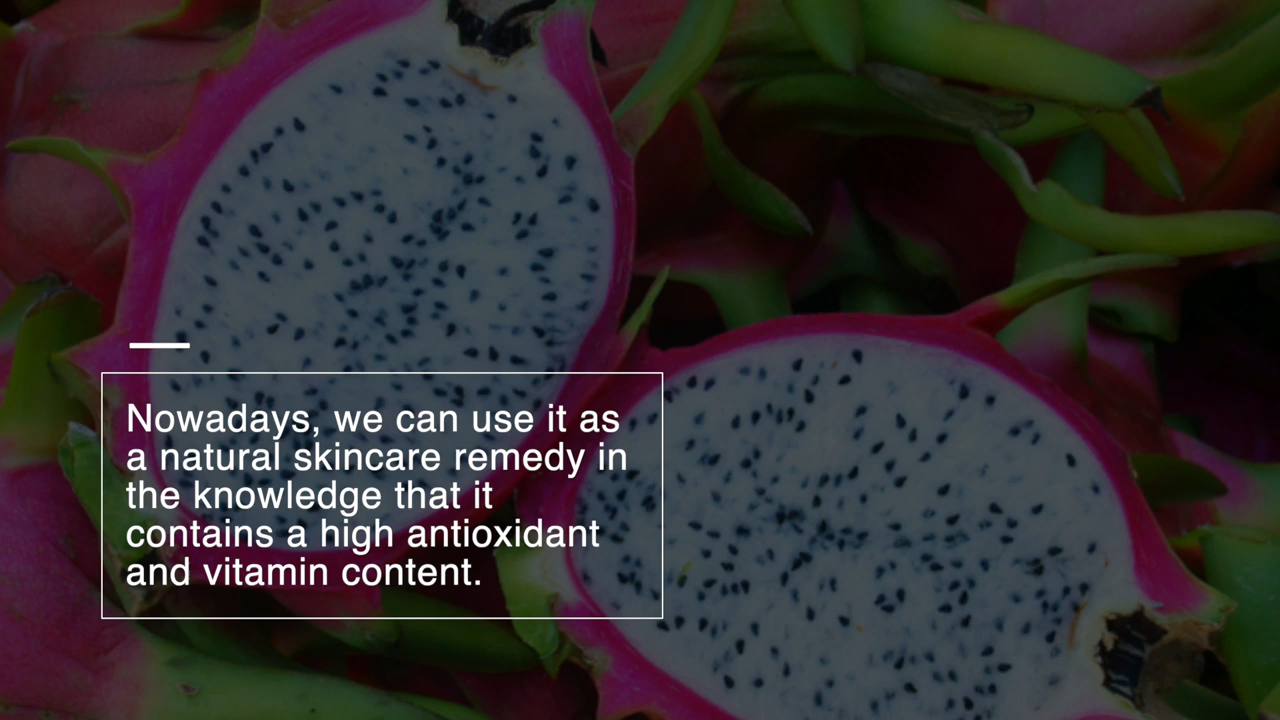 Nowadays, we can use it as
a natural skincare remedy in
the knowledge that it
contains a high antioxidant
and vitamin content.